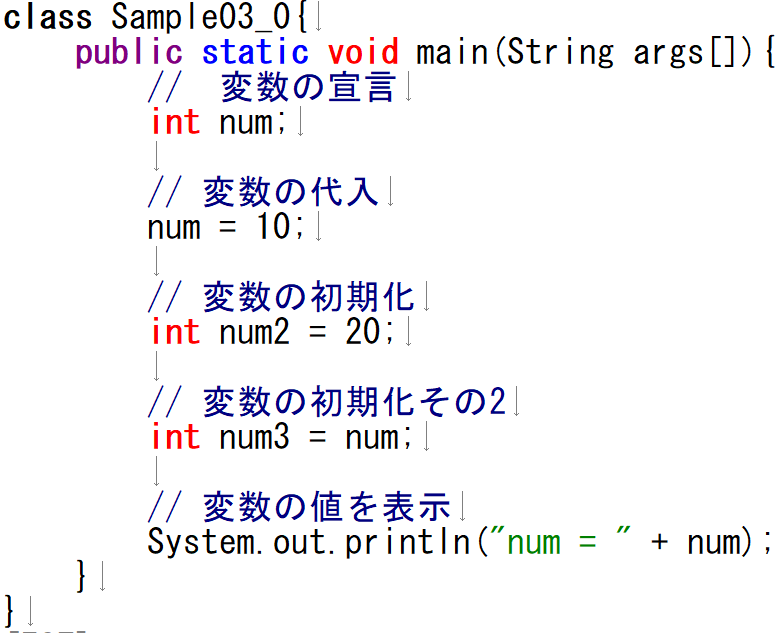 class Sample03_0{
public static void main(String args[]){
// 変数の宣言
int num;
// 変数の代入
num = 10;
// 変数の初期化
int num2 = 20;
// 変数の初期化その2
int num3 = num;
// 変数の値を表示
System.out.println("num = " + num);
}
}